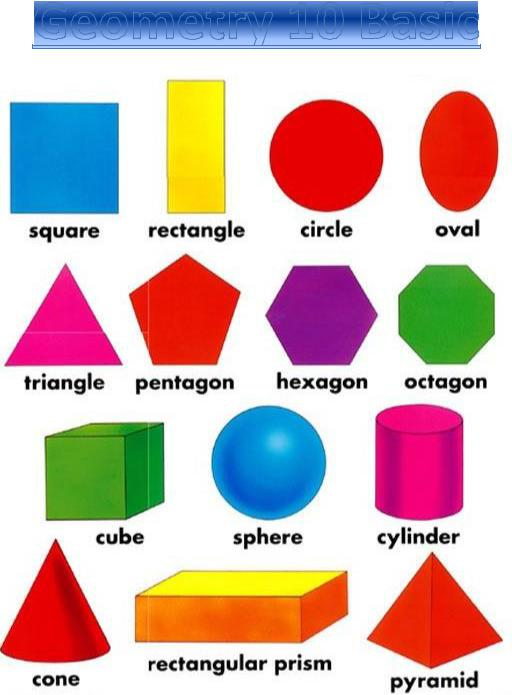 Geometry 10 Basic
square rectangle circle oval
triangle pentagon hexagon octagon
cube sphere cylinder
cone rectangular prism pyramid